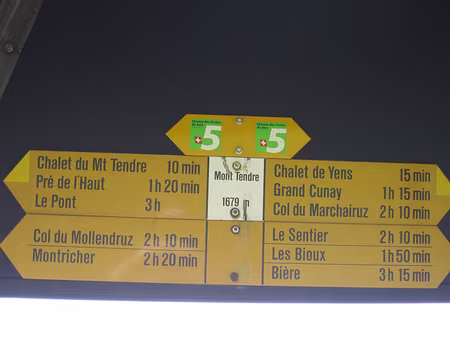 5
5
Chalet du Mt Tendre 10 min
Pré de l'Haut 1 h 20 min
Le Pont 3 h
Mont Tendre
1679 m
Chalet de Yens 15 min
Grand Cunay 1 h 15 min
Col du Marchairuz 2 h 10 min
Col du Mollendruz 2 h 10 min
Montricher 2 h 20 min
Le Sentier 2 h 10 min
Les Bioux 1 h 50 min
Bière 3 h 15 min